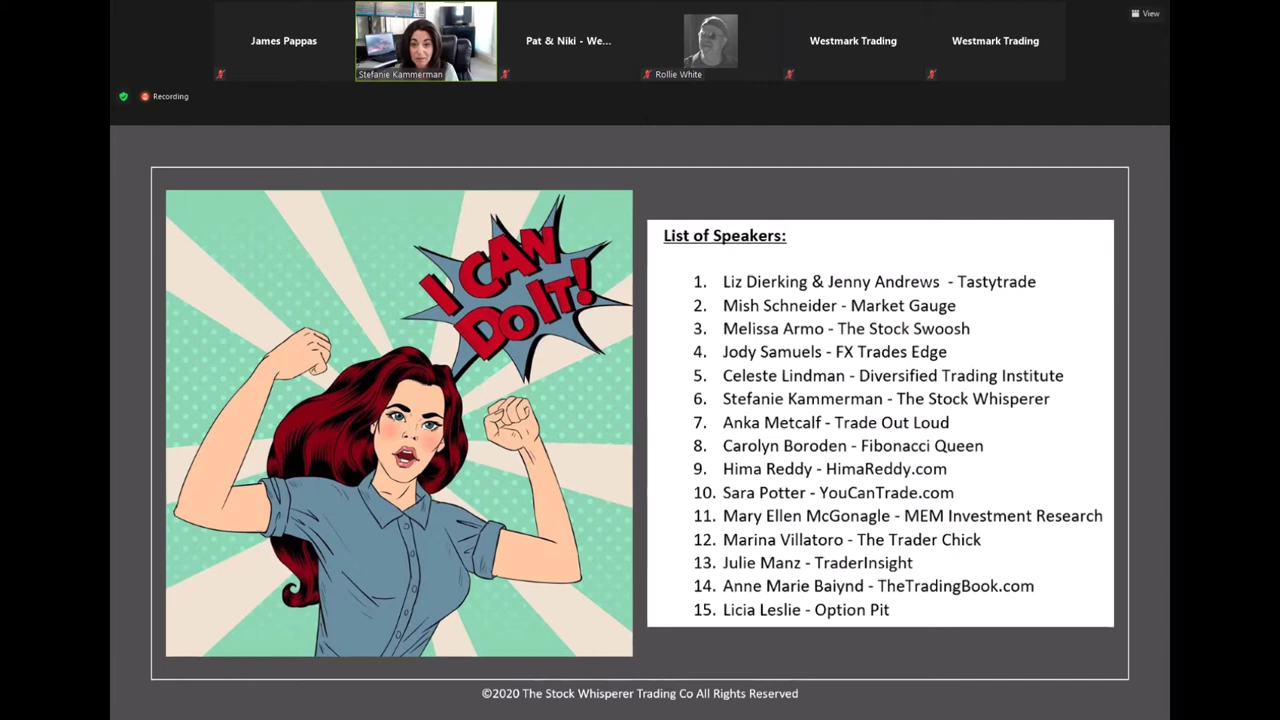 View
James Pappas
Pat & Niki - We...
Westmark Trading
Westmark Trading
Stefanie Kammerman
Rollie White
Recording
I CAN
Do It!
List of Speakers:
1. Liz Dierking & Jenny Andrews - Tastytrade
2. Mish Schneider - Market Gauge
3. Melissa Armo - The Stock Swoosh
4. Jody Samuels - FX Trades Edge
5. Celeste Lindman - Diversified Trading Institute
6. Stefanie Kammerman - The Stock Whisperer
7. Anka Metcalf - Trade Out Loud
8. Carolyn Boroden - Fibonacci Queen
9. Hima Reddy - HimaReddy.com
10. Sara Potter - YouCanTrade.com
11. Mary Ellen McGonagle - MEM Investment Research
12. Marina Villatoro - The Trader Chick
13. Julie Manz - TraderInsight
14. Anne Marie Baiynd - TheTradingBook.com
15. Licia Leslie - Option Pit
©2020 The Stock Whisperer Trading Co All Rights Reserved